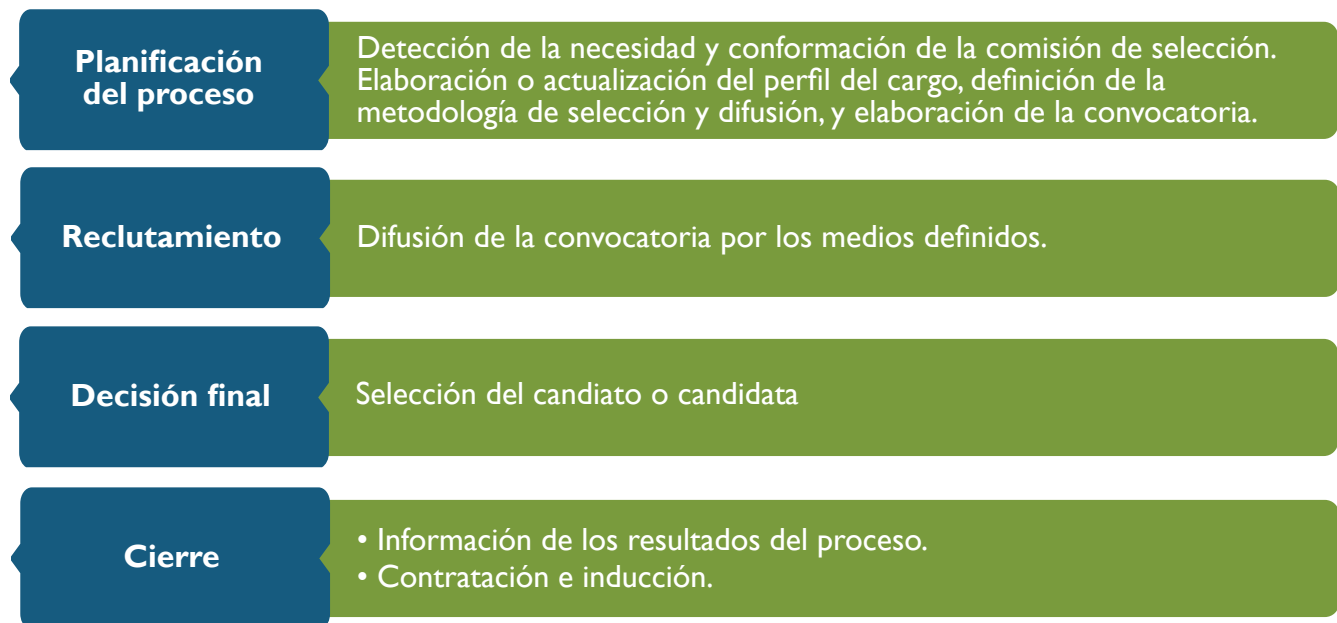 Planificación
del proceso
Detección de la necesidad y conformación de la comisión de selección.
Elaboración o actualización del perfil del cargo, definición de la
metodología de selección y difusión, y elaboración de la convocatoria.
Reclutamiento
Difusión de la convocatoria por los medios definidos.
Decisión final
Selección del candiato o candidata
Cierre
• Información de los resultados del proceso.
• Contratación e inducción.